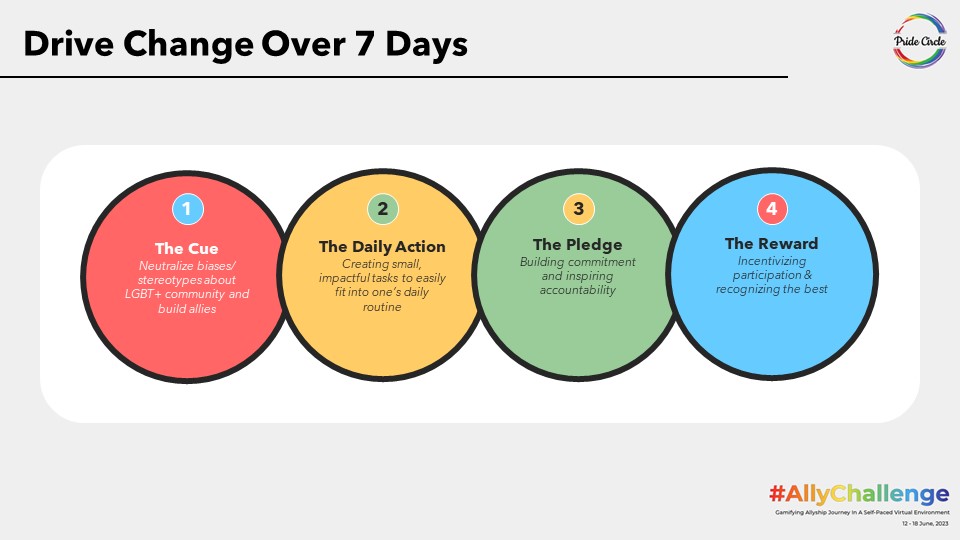 Drive Change Over 7 Days
Pride Circle
1
The Cue
Neutralize biases/
stereotypes about
LGBT+ community and
build allies
2
The Daily Action
Creating small,
impactful tasks to easily
fit into one's daily
routine
3
The Pledge
Building commitment
and inspiring
accountability
4
The Reward
Incentivizing
participation &
recognizing the best
#AllyChallenge
Gamifying Allyship Journey In A Self-Paced Virtual Environment
12 - 18 June, 2023